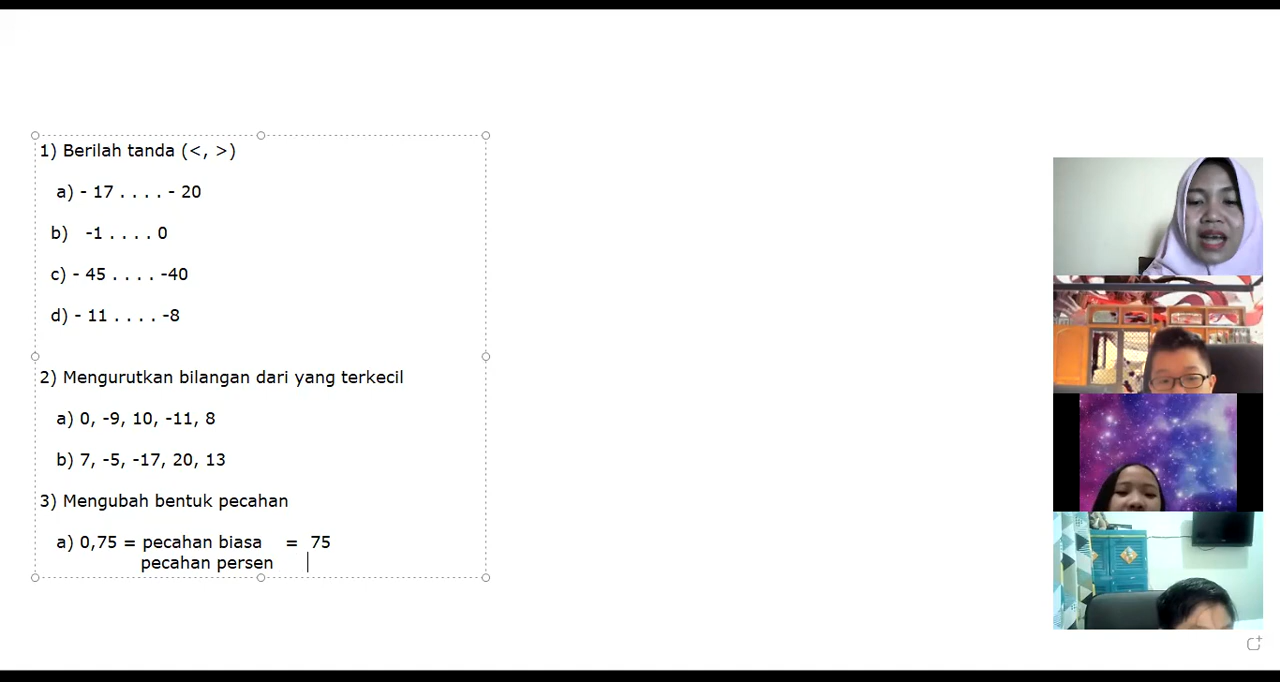 1) Berilah tanda (<, >)
a) - 17 . . . . - 20
b) -1 . . . . 0
c) - 45 . . . . -40
d) - 11 . . . . -8
2) Mengurutkan bilangan dari yang terkecil
a) 0, -9, 10, -11, 8
b) 7, -5, -17, 20, 13
3) Mengubah bentuk pecahan
a) 0,75 = pecahan biasa = 75
pecahan persen